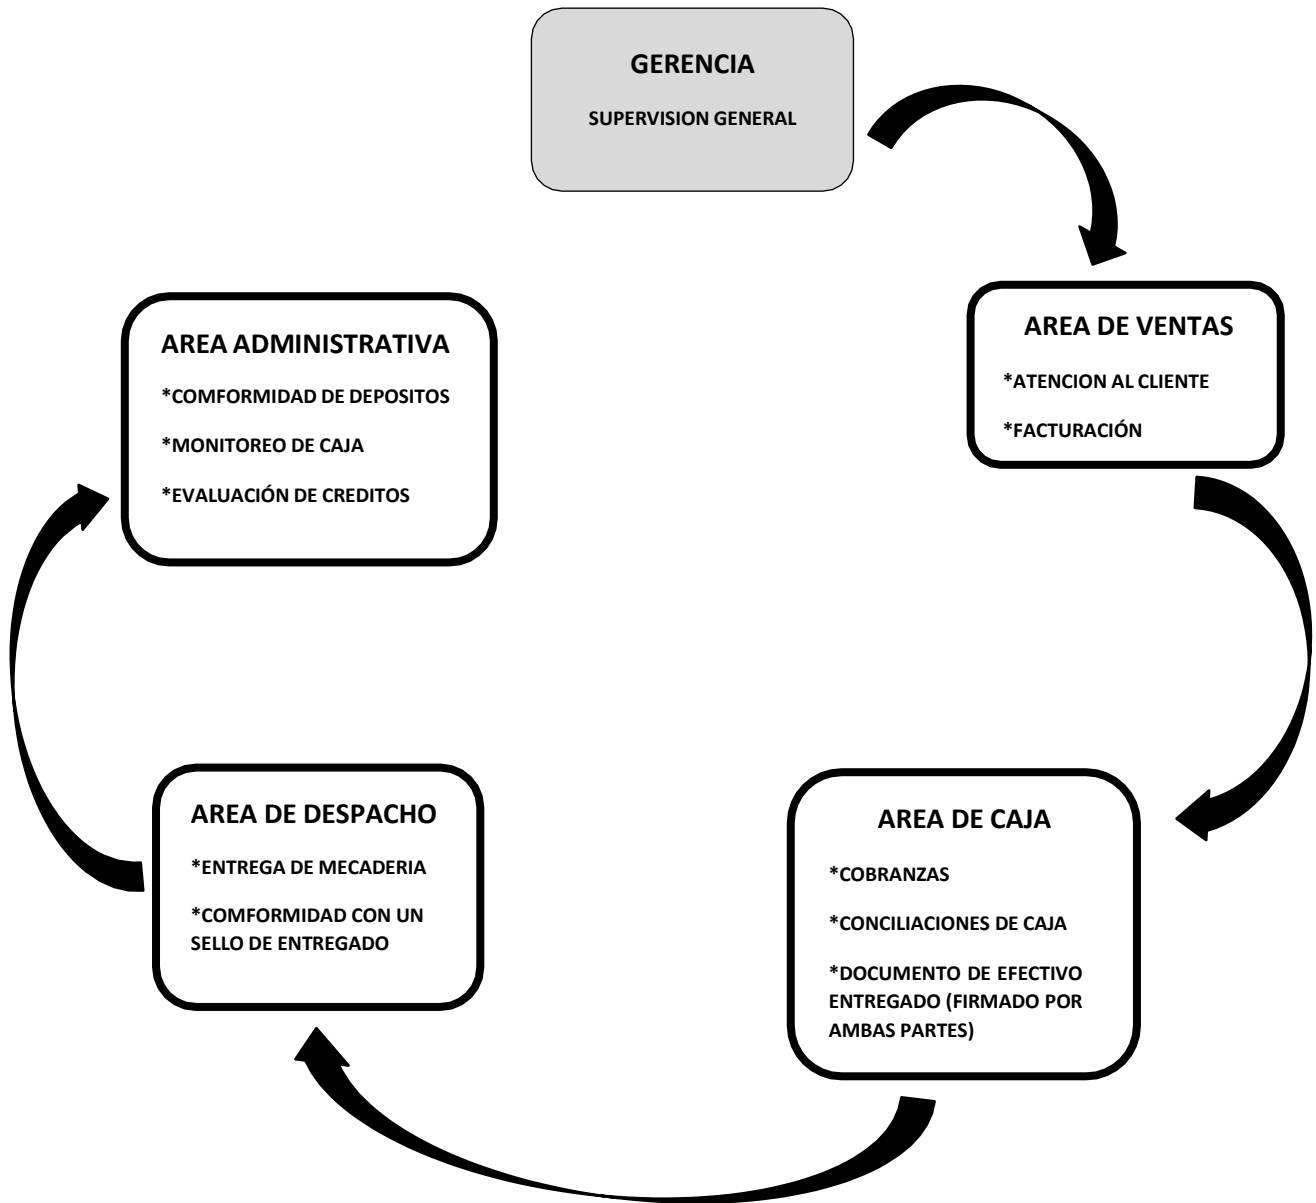 GERENCIA
SUPERVISION GENERAL
AREA DE VENTAS
*ATENCION AL CLIENTE
*FACTURACIÓN
AREA DE CAJA
*COBRANZAS
*CONCILIACIONES DE CAJA
*DOCUMENTO DE EFECTIVO
ENTREGADO (FIRMADO POR
AMBAS PARTES)
AREA DE DESPACHO
*ENTREGA DE MECADERIA
*COMFORMIDAD CON UN
SELLO DE ENTREGADO
AREA ADMINISTRATIVA
*COMFORMIDAD DE DEPOSITOS
*MONITOREO DE CAJA
*EVALUACIÓN DE CREDITOS